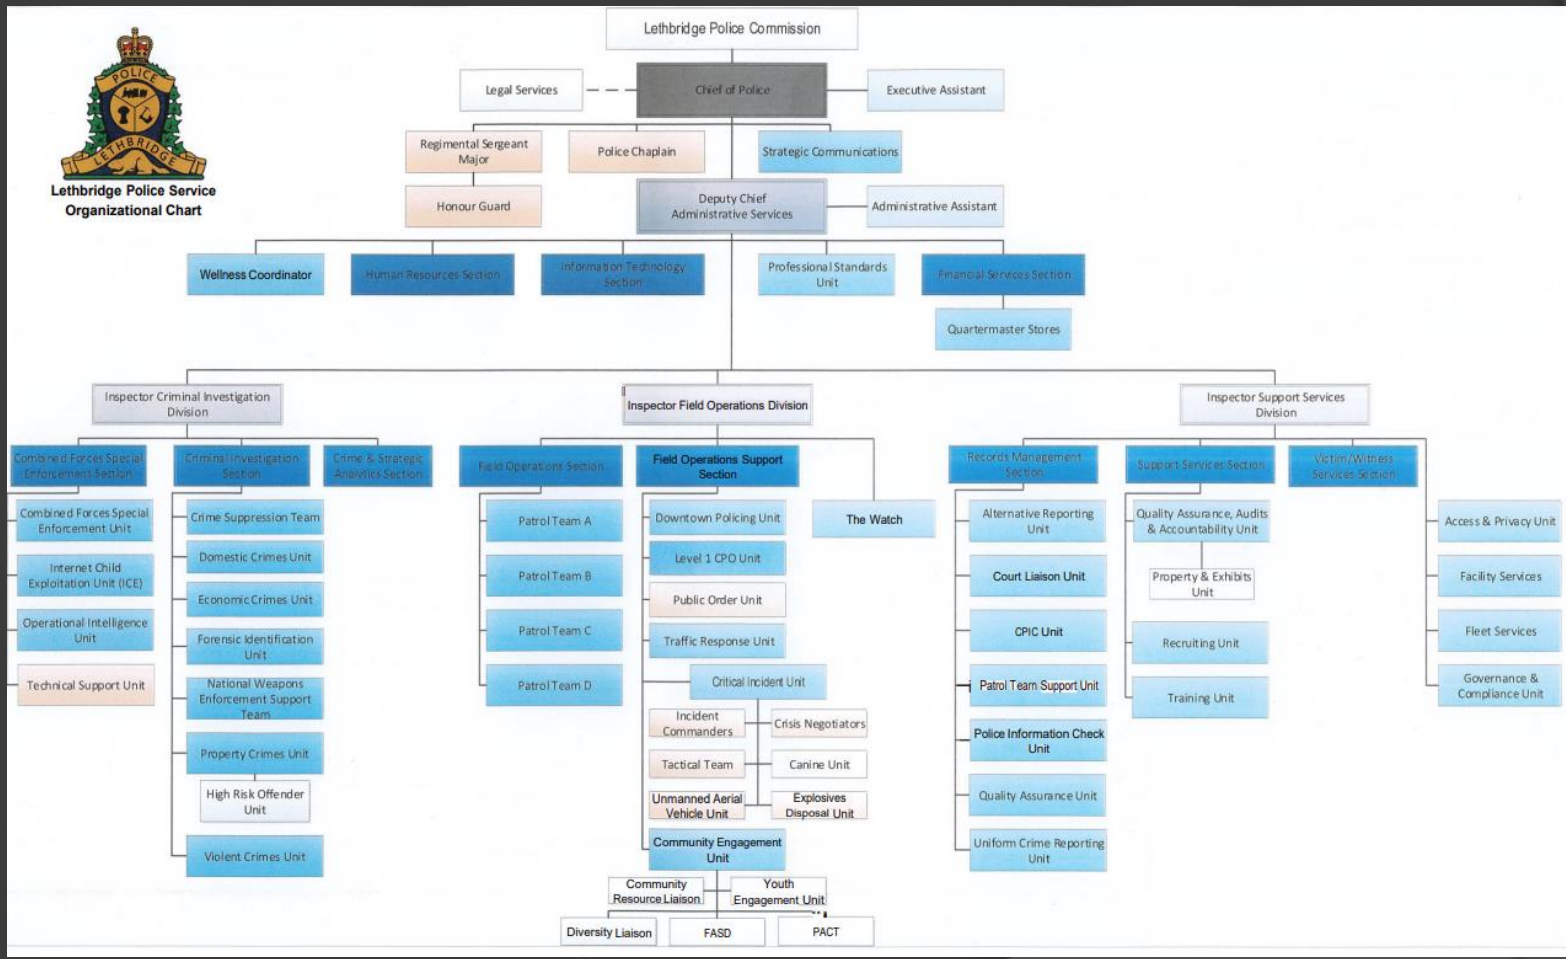 Lethbridge Police Commission
POLICE
LETHBRIDGE
Lethbridge Police Service
Organizational Chart
Legal Services
Chief of Police
Executive Assistant
Regimental Sergeant
Major
Police Chaplain
Strategic Communications
Honour Guard
Deputy Chief
Administrative Services
Administrative Assistant
Wellness Coordinator
Human Resources Section
Information Technology
Section
Professional Standards
Unit
Financial Services Section
Quartermaster Stores
Inspector Criminal Investigation
Division
Inspector Field Operations Division
Inspector Support Services
Division
Combined Forces Special
Enforcement Section
Criminal Investigation
Section
Crime & Strategic
Analytics Section
Field Operations Section
Field Operations Support
Section
Records Management
Section
Support Services Section
Victim/Witness
Services Section
Combined Forces Special
Enforcement Unit
Internet Child
Exploitation Unit (ICE)
Operational Intelligence
Unit
Technical Support Unit
Crime Suppression Team
Domestic Crimes Unit
Economic Crimes Unit
Forensic Identification
Unit
National Weapons
Enforcement Support
Team
Property Crimes Unit
High Risk Offender
Unit
Violent Crimes Unit
Patrol Team A
Patrol Team B
Patrol Team C
Patrol Team D
Downtown Policing Unit
Level 1 CPO Unit
Public Order Unit
Traffic Response Unit
Critical Incident Unit
Incident
Commanders
Crisis Negotiators
Tactical Team
Canine Unit
Unmanned Aerial
Vehicle Unit
Explosives
Disposal Unit
Community Engagement
Unit
Community
Resource Liaison
Youth
Engagement Unit
Diversity Liaison
FASD
PACT
The Watch
Alternative Reporting
Unit
Court Liaison Unit
CPIC Unit
Patrol Team Support Unit
Police Information Check
Unit
Quality Assurance Unit
Uniform Crime Reporting
Unit
Quality Assurance, Audits
& Accountability Unit
Property & Exhibits
Unit
Recruiting Unit
Training Unit
Access & Privacy Unit
Facility Services
Fleet Services
Governance &
Compliance Unit